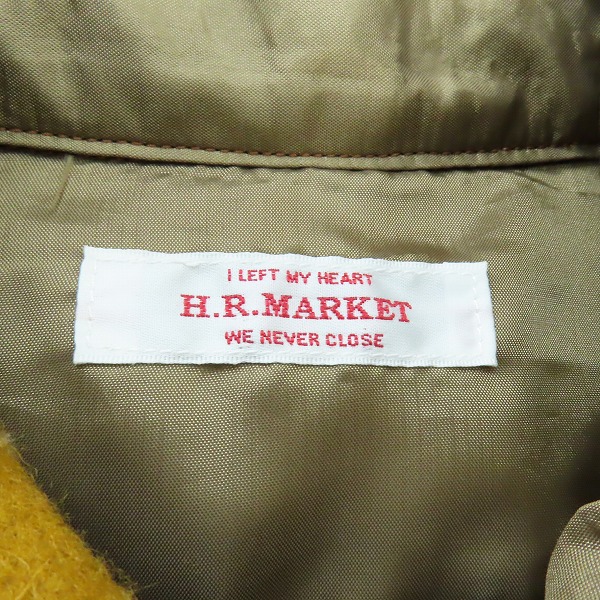 I LEFT MY HEART
H.R.MARKET
WE NEVER CLOSE